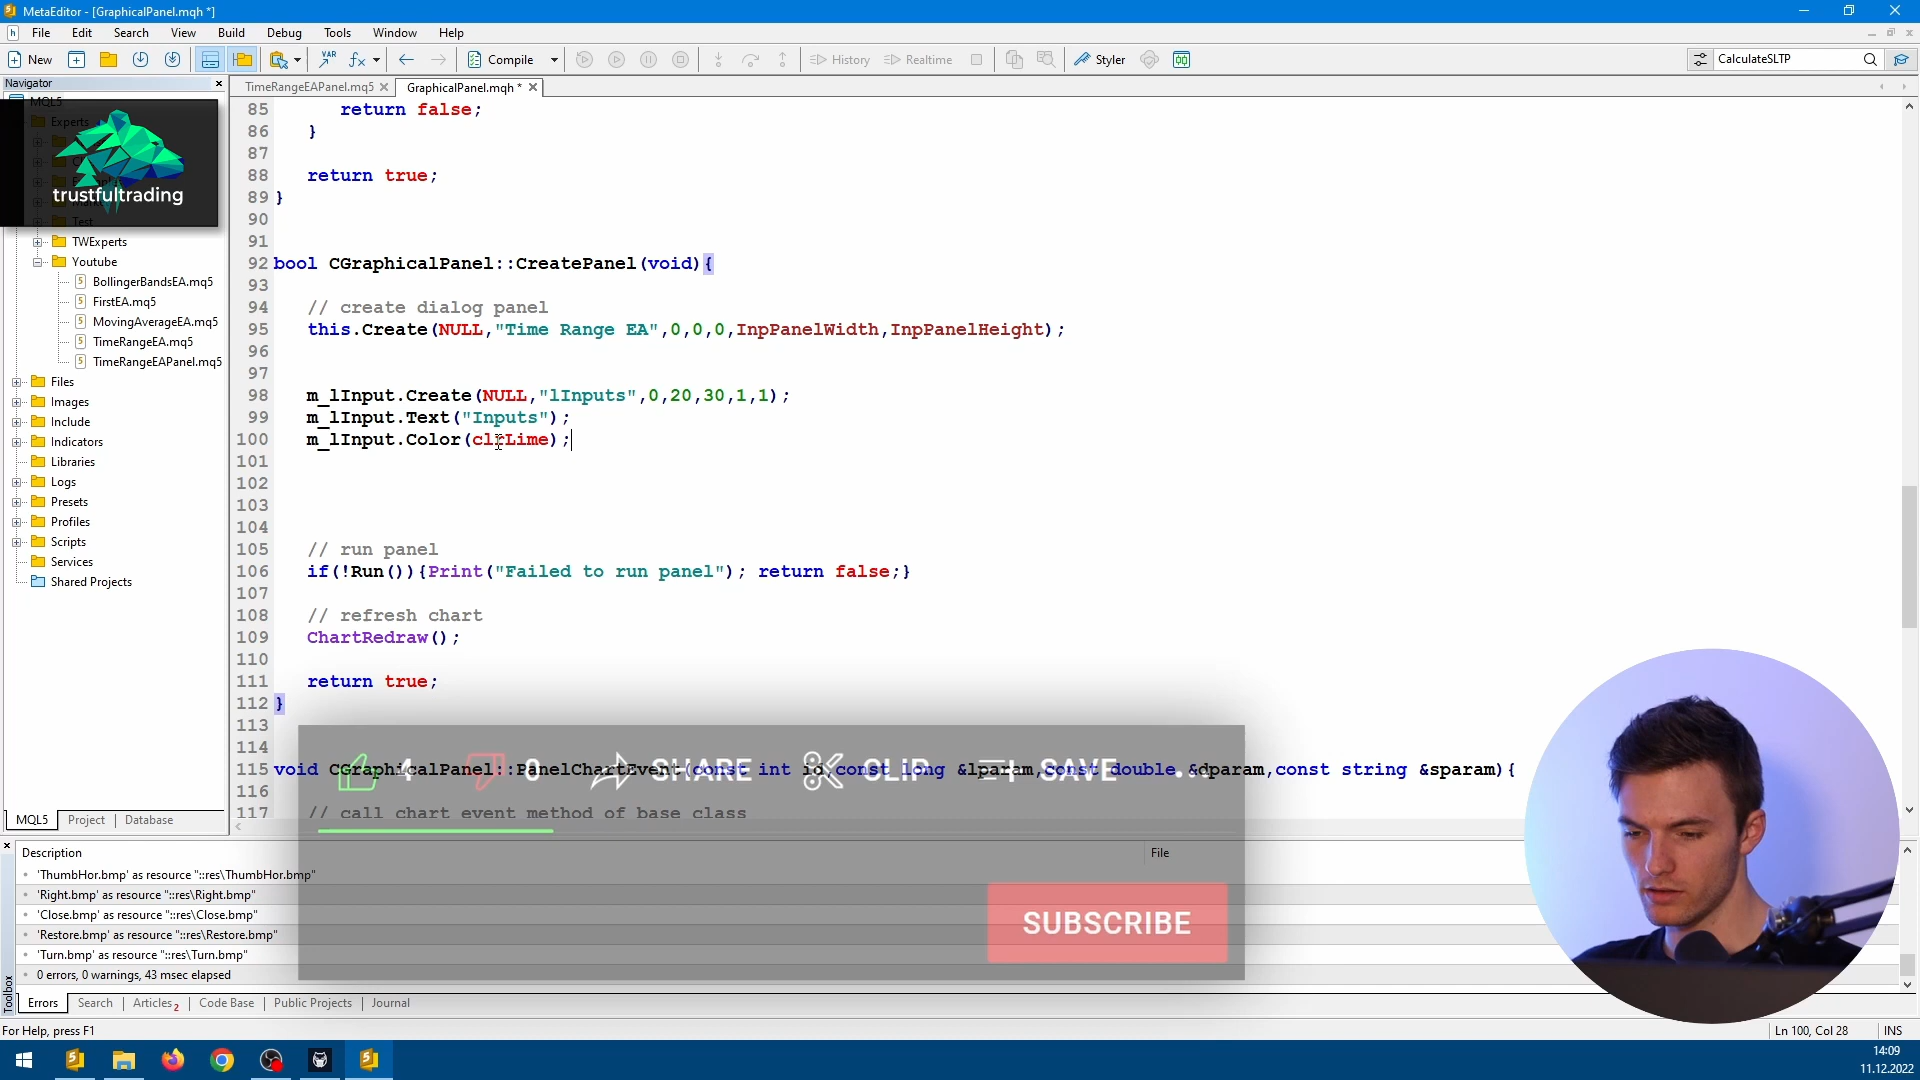 MetaEditor - [GraphicalPanel.mqh *]
File Edit Search View Build Debug Tools Window Help
New Compile History Realtime Styler CalculateSLTP
Navigator
TimeRangeEAPanel.mq5 GraphicalPanel.mqh *
MQL5
Experts
trustfultrading
Test
TWExperts
Youtube
BollingerBandsEA.mq5
FirstEA.mq5
MovingAverageEA.mq5
TimeRangeEA.mq5
TimeRangeEAPanel.mq5
Files
Images
Include
Indicators
Libraries
Logs
Presets
Profiles
Scripts
Services
Shared Projects
MQL5 Project Database
85 return false;
86 }
87
88 return true;
89 }
90
91
92 bool CGraphicalPanel::CreatePanel(void){
93
94 // create dialog panel
95 this.Create(NULL,"Time Range EA",0,0,0,InpPanelWidth,InpPanelHeight);
96
97
98 m_lInput.Create(NULL,"lInputs",0,20,30,1,1);
99 m_lInput.Text("Inputs");
100 m_lInput.Color(clrLime);
101
102
103
104
105 // run panel
106 if(!Run()){Print("Failed to run panel"); return false;}
107
108 // refresh chart
109 ChartRedraw();
110
111 return true;
112 }
113
114
115 void CGraphicalPanel::PanelChartEvent(const int id,const long &lparam,const double &dparam,const string &sparam){
116
117 // call chart event method of base class
4 0 SHARE CLIP SAVE ...
SUBSCRIBE
Description File
'ThumbHor.bmp' as resource "::res\ThumbHor.bmp"
'Right.bmp' as resource "::res\Right.bmp"
'Close.bmp' as resource "::res\Close.bmp"
'Restore.bmp' as resource "::res\Restore.bmp"
'Turn.bmp' as resource "::res\Turn.bmp"
0 errors, 0 warnings, 43 msec elapsed
Toolbox
Errors Search Articles 2 Code Base Public Projects Journal
For Help, press F1 Ln 100, Col 28 INS
14:09
11.12.2022